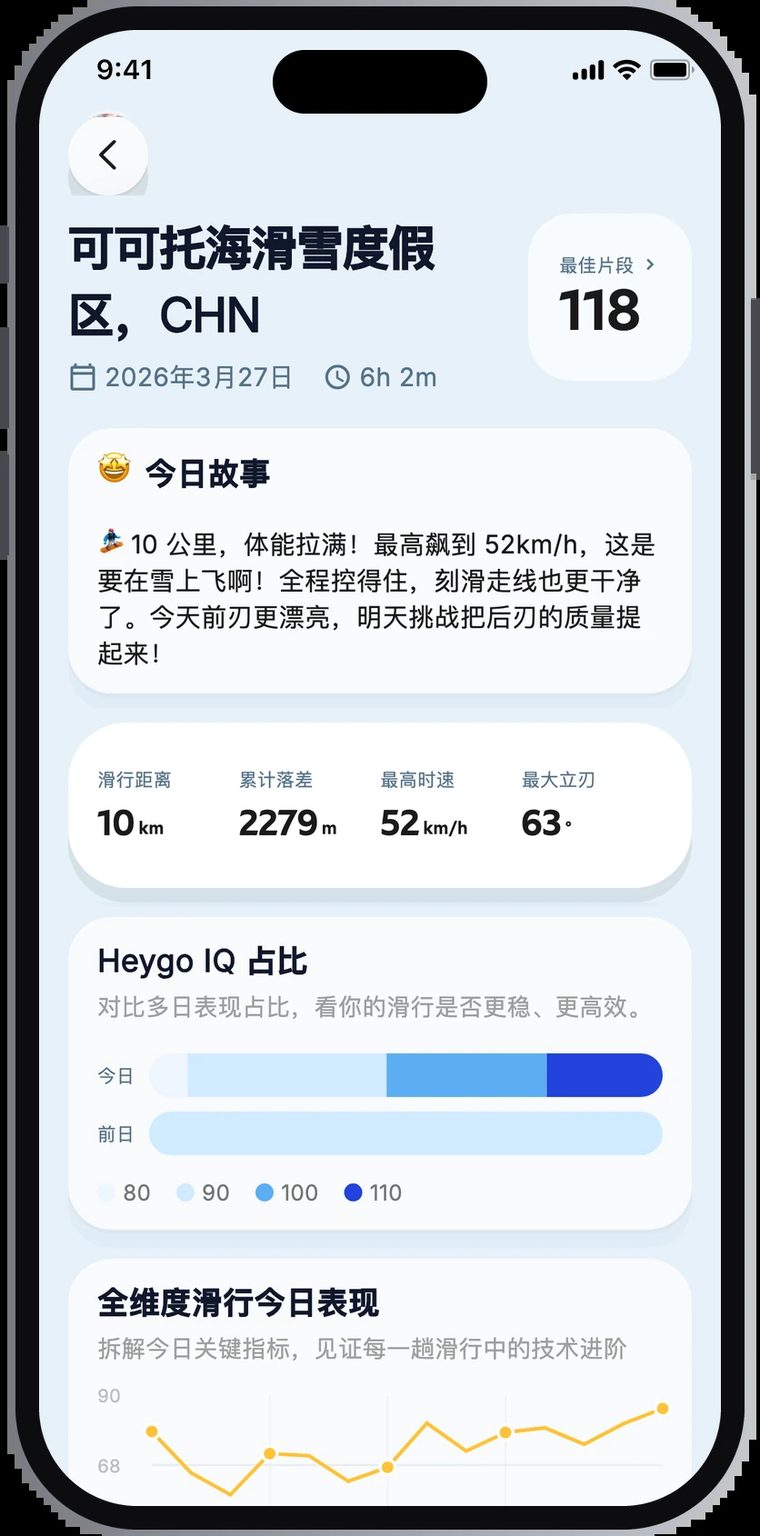 9:41
可可托海滑雪度假
区，CHN
2026年3月27日 6h 2m
最佳片段 >
118
🤩 今日故事
🏂 10 公里，体能拉满！最高飙到 52km/h，这是
要在雪上飞啊！全程控得住，刻滑走线也更干净
了。今天前刃更漂亮，明天挑战把后刃的质量提
起来！
滑行距离 累计落差 最高时速 最大立刃
10 km 2279 m 52 km/h 63°
Heygo IQ 占比
对比多日表现占比，看你的滑行是否更稳、更高效。
今日
前日
80 90 100 110
全维度滑行今日表现
拆解今日关键指标，见证每一趟滑行中的技术进阶
90
68